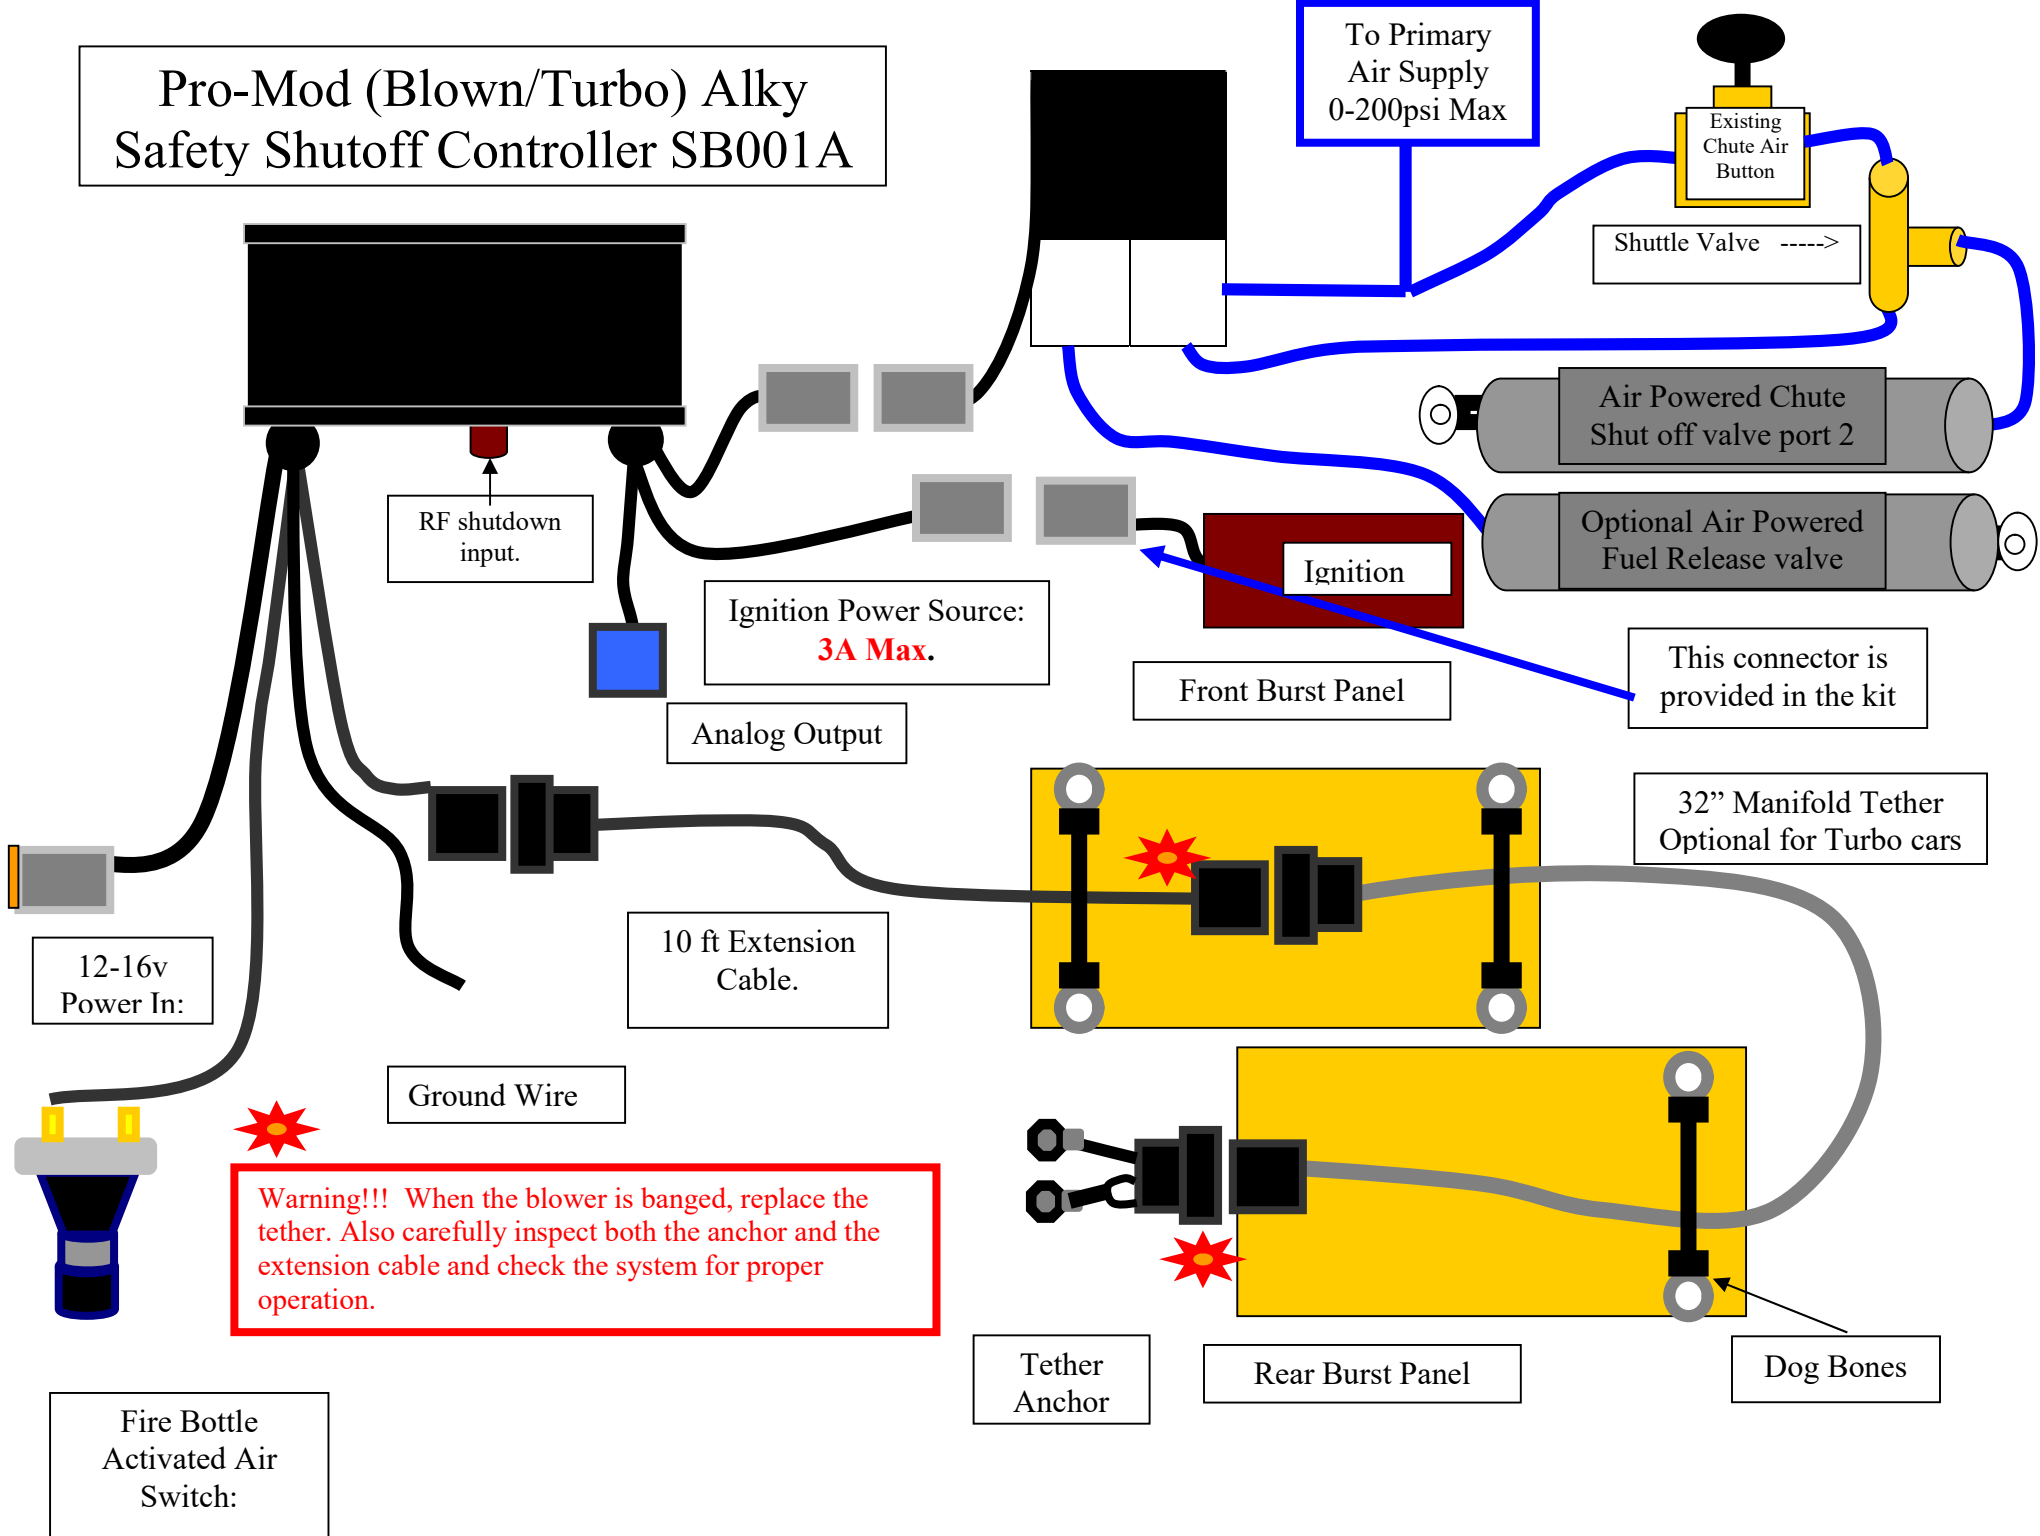 Pro-Mod (Blown/Turbo) Alky
Safety Shutoff Controller SB001A
To Primary
Air Supply
0-200psi Max
Existing
Chute Air
Button
Shuttle Valve ----->
Air Powered Chute
Shut off valve port 2
Optional Air Powered
Fuel Release valve
RF shutdown
input.
Ignition
Ignition Power Source:
3A Max.
This connector is
provided in the kit
Front Burst Panel
Analog Output
32” Manifold Tether
Optional for Turbo cars
10 ft Extension
Cable.
12-16v
Power In:
Ground Wire
Warning!!! When the blower is banged, replace the
tether. Also carefully inspect both the anchor and the
extension cable and check the system for proper
operation.
Tether
Anchor
Rear Burst Panel
Dog Bones
Fire Bottle
Activated Air
Switch: